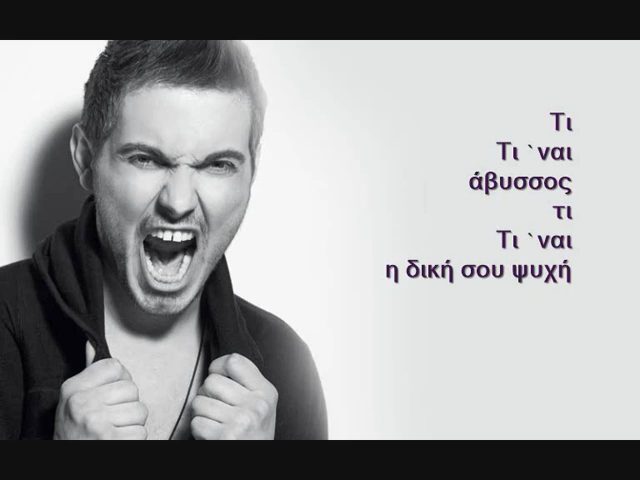 Τι
Τι `ναι
άβυσσος
τι
Τι `ναι
η δική σου ψυχή